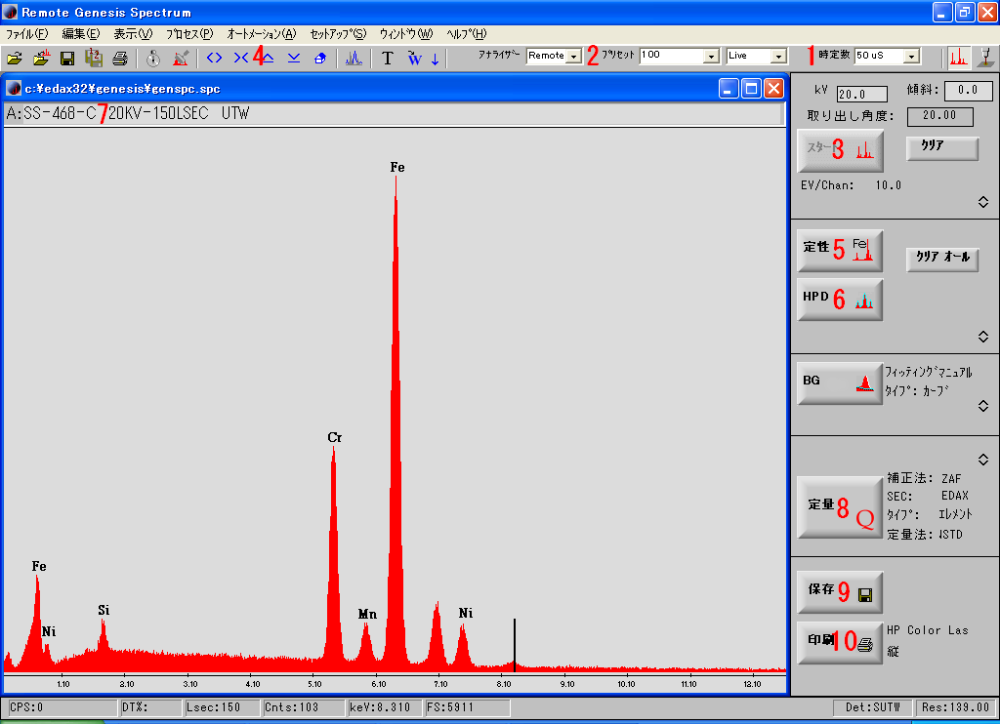 Remote Genesis Spectrum
ファイル(F) 編集(E) 表示(V) プロセス(P) オートメーション(A) セットアップ(S) ウィンドウ(W) ヘルプ(H)
4 T W アナライザー Remote 2 プリセット 100 Live 1 時定数 50 uS
c:¥edax32¥genesis¥genspc.spc
A:SS-468-C 7 20KV-150LSEC UTW
kV 20.0 傾斜: 0.0
取り出し角度: 20.00
スタート 3 クリア
EV/Chan: 10.0
定性 5 Fe クリア オール
HPD 6
BG フィッティングマニュアル
タイプ: カーブ
定量 8 Q
補正法: ZAF
SEC: EDAX
タイプ: エレメント
定量法: NSTD
保存 9
印刷 10 HP Color Las
縦
Fe
Cr
Fe
Ni
Si
Mn
Ni
1.10 2.10 3.10 4.10 5.10 6.10 7.10 8.10 9.10 10.10 11.10 12.10
CPS:0 DT%: Lsec:150 Cnts:103 keV:8.310 FS:5911 Det:SUTW Res:139.00